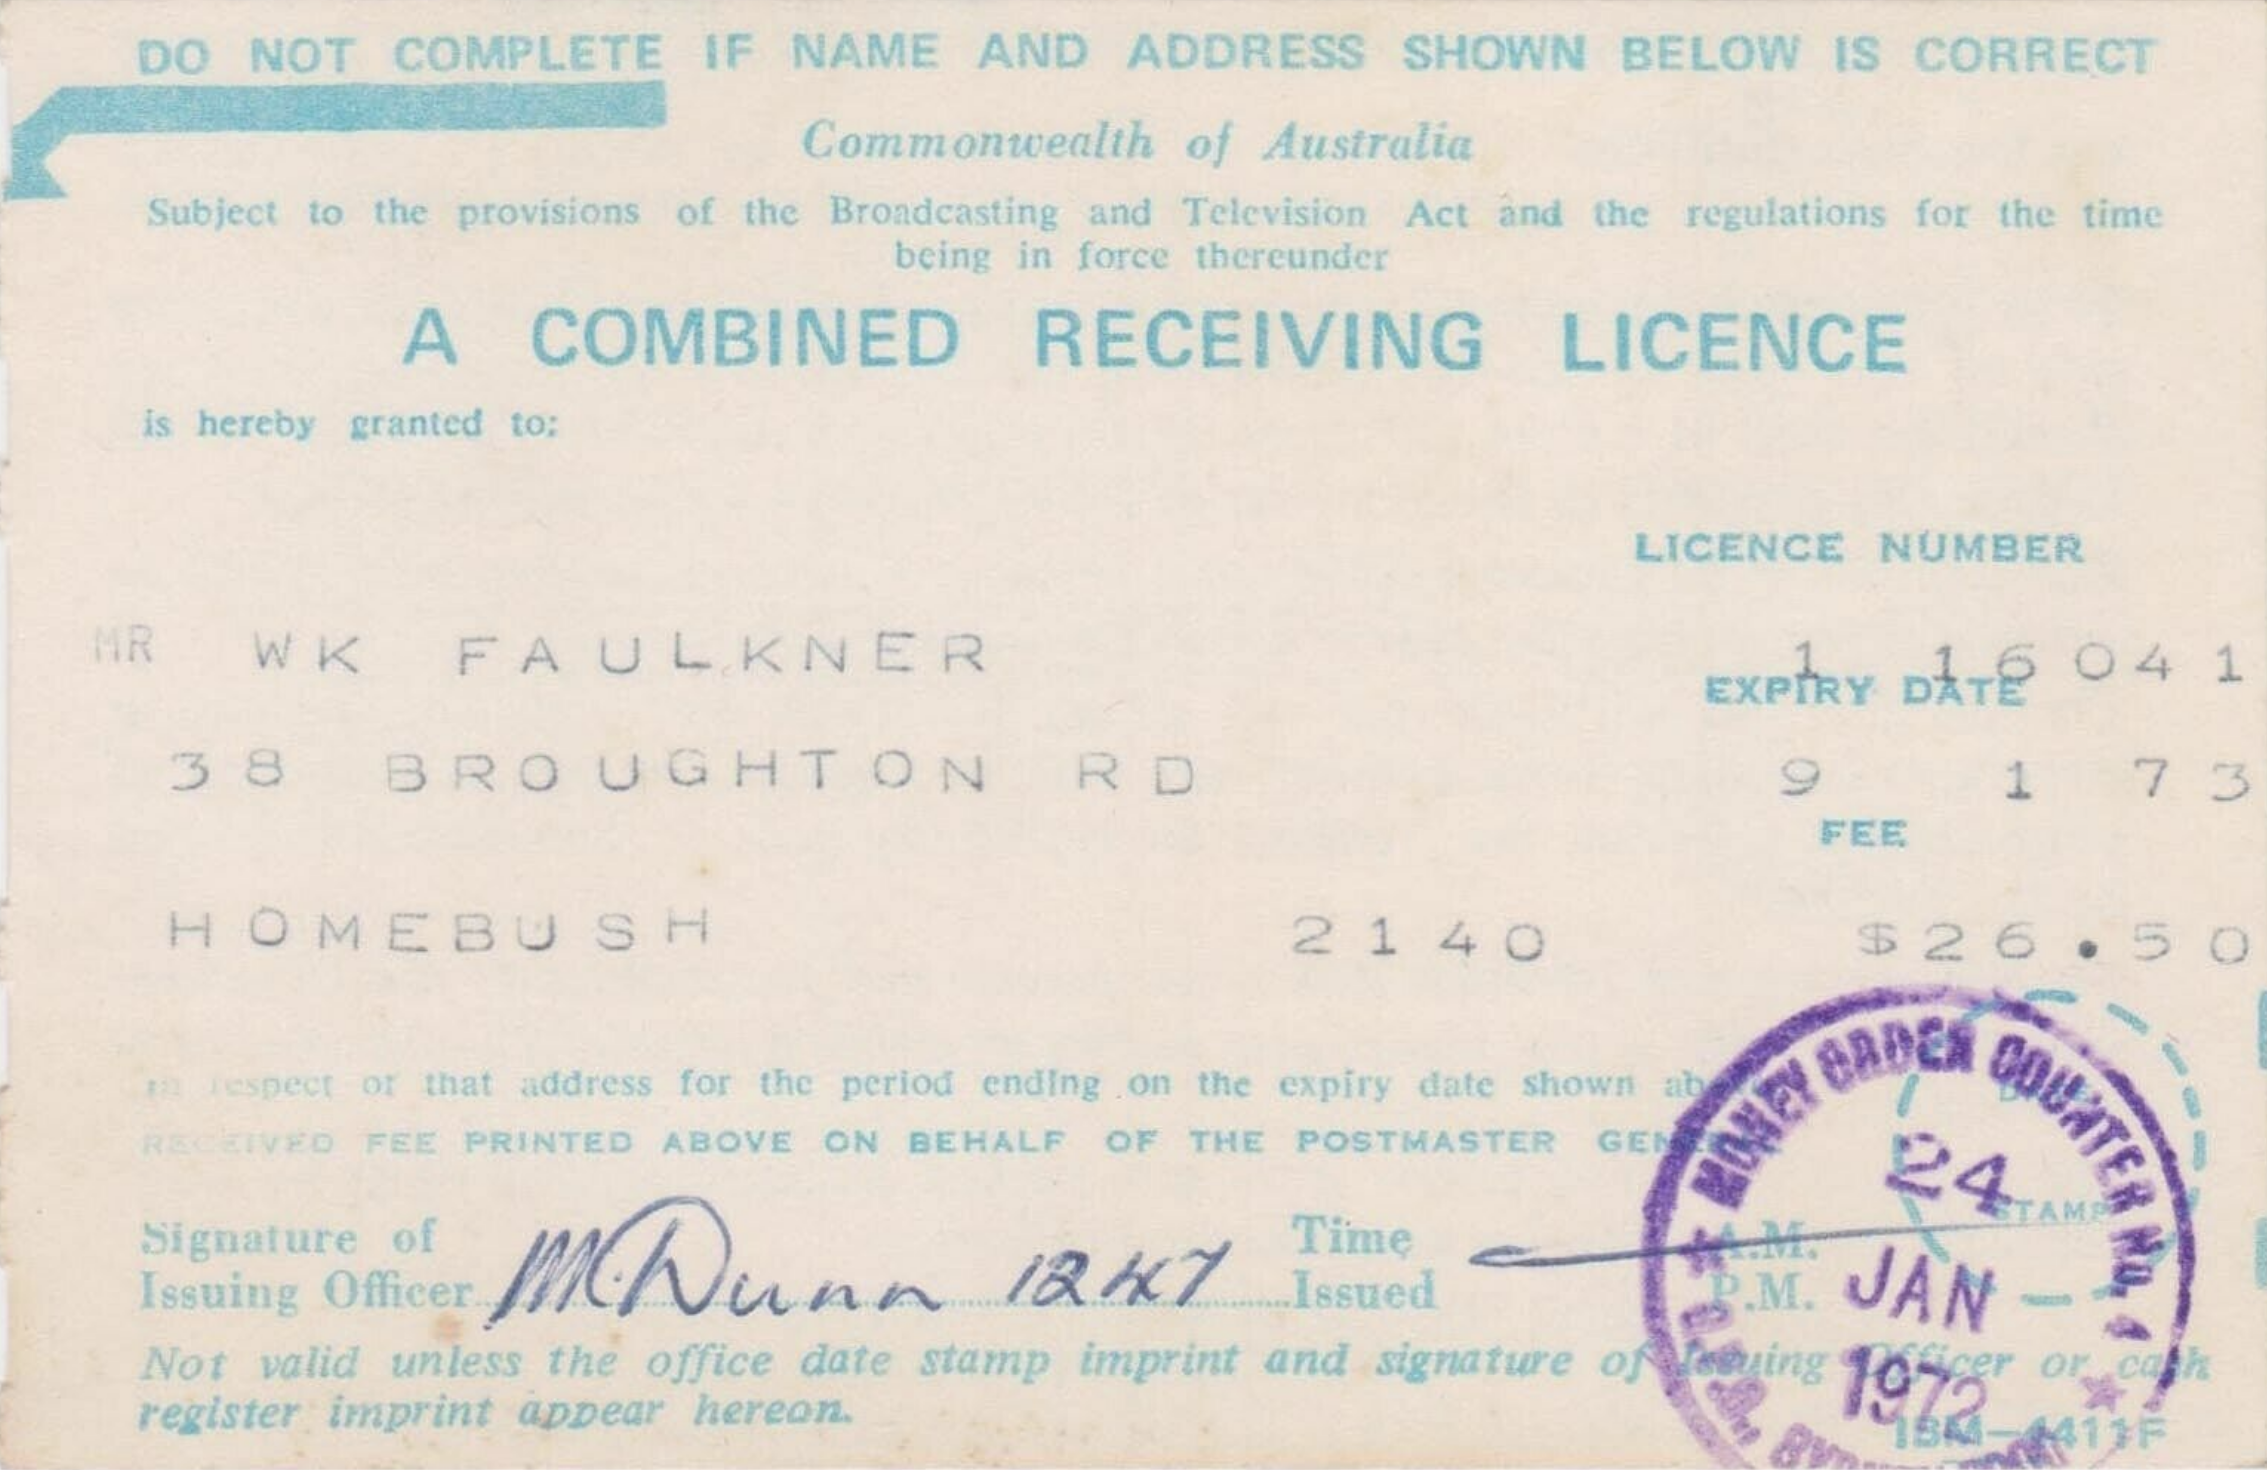 DO NOT COMPLETE IF NAME AND ADDRESS SHOWN BELOW IS CORRECT
Commonwealth of Australia
Subject to the provisions of the Broadcasting and Television Act and the regulations for the time
being in force thereunder
A COMBINED RECEIVING LICENCE
is hereby granted to:
LICENCE NUMBER
MR WK FAULKNER 1 16041
EXPIRY DATE
38 BROUGHTON RD 9 1 73
FEE
HOMEBUSH 2140 $26.50
in respect of that address for the period ending on the expiry date shown
RECEIVED FEE PRINTED ABOVE ON BEHALF OF THE POSTMASTER
Signature of
Issuing Officer M. Dunn 1247
Time
Issued
A.M.
P.M.
STAMP
MONEY ORDER COUNTER No. 1
24
JAN
1972
G.P.O.,
Not valid unless the office date stamp imprint and signature of Issuing Officer or cash
register imprint appear hereon.
IBM—4411F